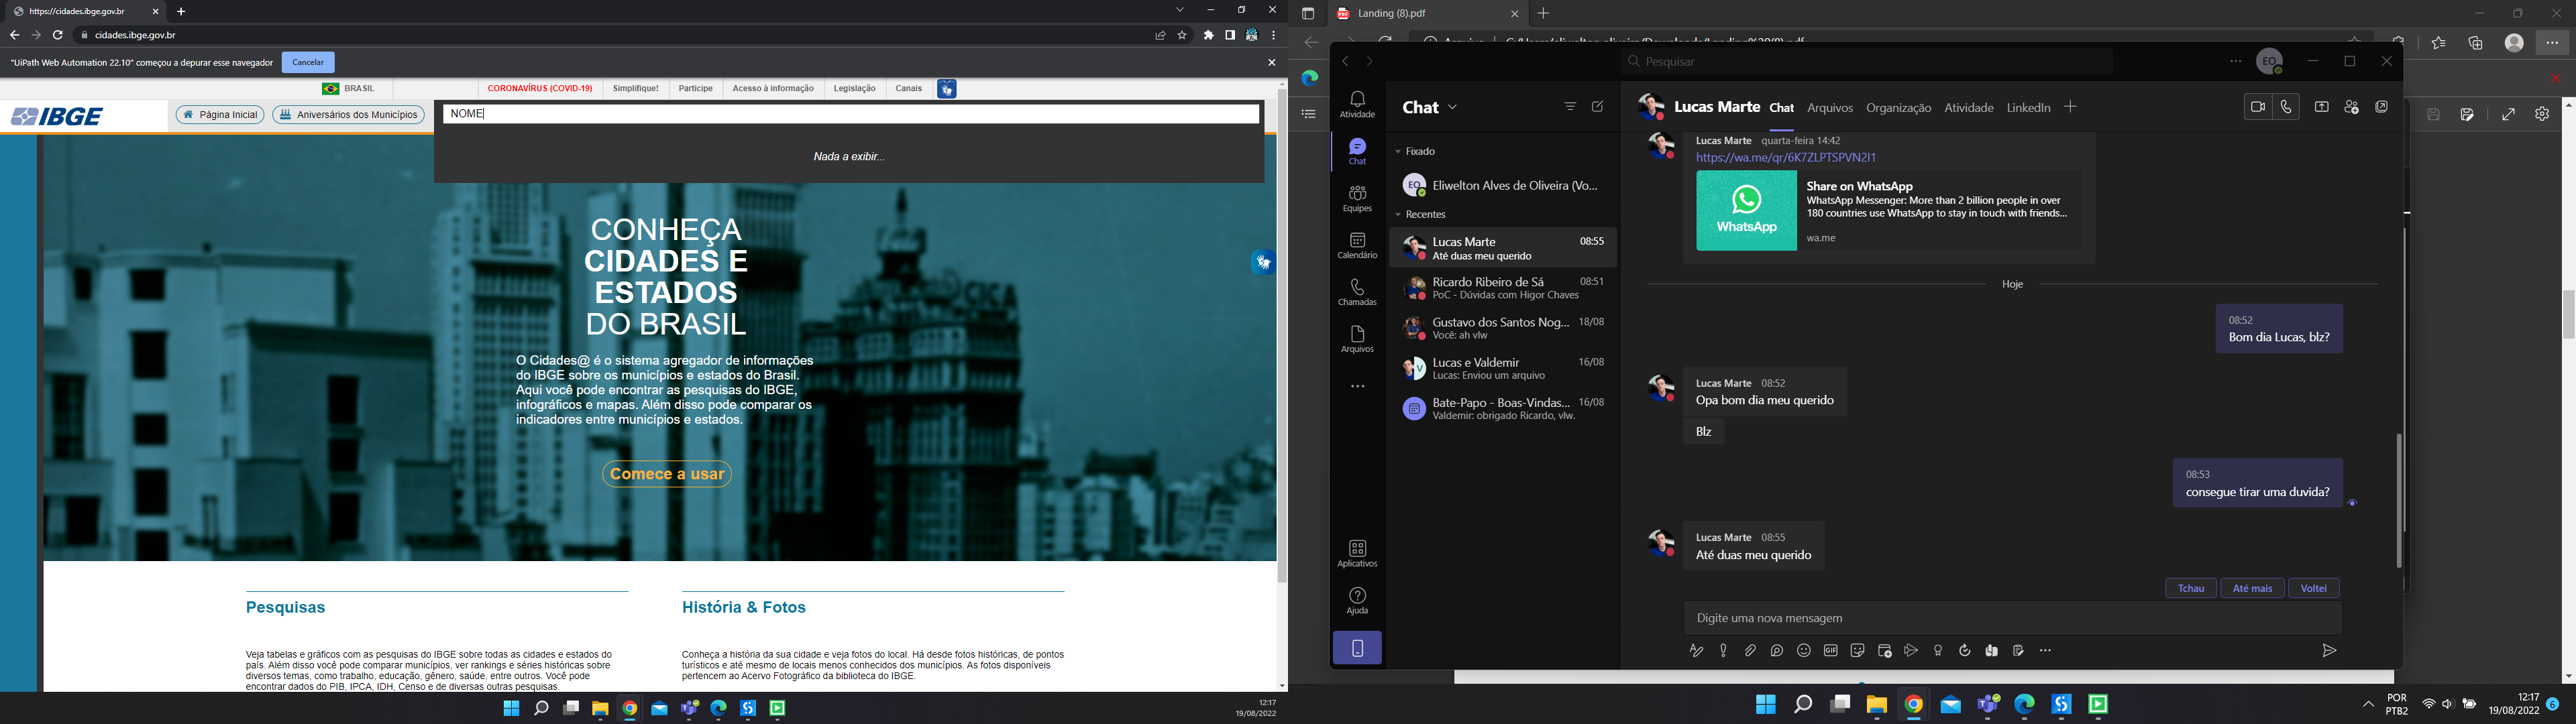 https://cidades.ibge.gov.br
cidades.ibge.gov.br
"UiPath Web Automation 22.10" começou a depurar esse navegador
Cancelar
BRASIL
CORONAVÍRUS (COVID-19)
Simplifique!
Participe
Acesso à informação
Legislação
Canais
IBGE
Página Inicial
Aniversários dos Municípios
NOME
Nada a exibir...
CONHEÇA
CIDADES E
ESTADOS
DO BRASIL
O Cidades@ é o sistema agregador de informações
do IBGE sobre os municípios e estados do Brasil.
Aqui você pode encontrar as pesquisas do IBGE,
infográficos e mapas. Além disso pode comparar os
indicadores entre municípios e estados.
Comece a usar
Pesquisas
Veja tabelas e gráficos com as pesquisas do IBGE sobre todas as cidades e estados do
país. Além disso você pode comparar municípios, ver rankings e séries históricas sobre
diversos temas, como trabalho, educação, gênero, saúde, entre outros. Você pode
encontrar dados do PIB, IPCA, IDH, Censo e de diversas outras pesquisas.
História & Fotos
Conheça a história da sua cidade e veja fotos do local. Há desde fotos históricas, de pontos
turísticos e até mesmo de locais menos conhecidos dos municípios. As fotos disponíveis
pertencem ao Acervo Fotográfico da biblioteca do IBGE.
12:17
19/08/2022
Landing (8).pdf
Pesquisar
EO
Atividade
Chat
Equipes
Calendário
Chamadas
Arquivos
Aplicativos
Ajuda
Chat
Fixado
EO
Eliwelton Alves de Oliveira (Vo...
Recentes
Lucas Marte 08:55
Até duas meu querido
Ricardo Ribeiro de Sá 08:51
PoC - Dúvidas com Higor Chaves
Gustavo dos Santos Nog... 18/08
Você: ah vlw
V
Lucas e Valdemir 16/08
Lucas: Enviou um arquivo
Bate-Papo - Boas-Vindas... 16/08
Valdemir: obrigado Ricardo, vlw.
Lucas Marte Chat Arquivos Organização Atividade LinkedIn
Lucas Marte quarta-feira 14:42
https://wa.me/qr/6K7ZLPTSPVN2I1
WhatsApp
Share on WhatsApp
WhatsApp Messenger: More than 2 billion people in over
180 countries use WhatsApp to stay in touch with friends...
wa.me
Hoje
08:52
Bom dia Lucas, blz?
Lucas Marte 08:52
Opa bom dia meu querido
Blz
08:53
consegue tirar uma duvida?
Lucas Marte 08:55
Até duas meu querido
Tchau
Até mais
Voltei
Digite uma nova mensagem
GIF
POR
PTB2
12:17
19/08/2022
6